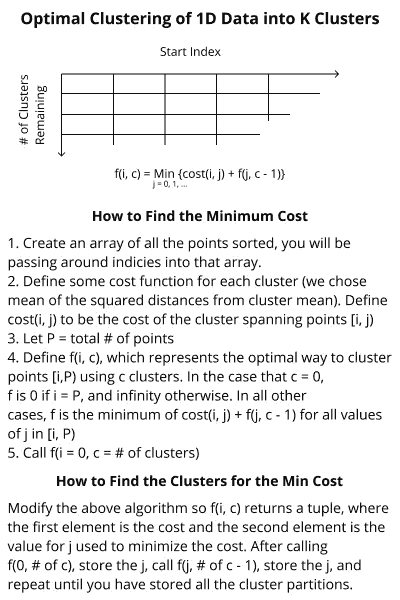 Optimal Clustering of 1D Data into K Clusters
Start Index
# of Clusters
Remaining
f(i, c) = Min {cost(i, j) + f(j, c - 1)}
j = 0, 1, ...
How to Find the Minimum Cost
1. Create an array of all the points sorted, you will be
passing around indicies into that array.
2. Define some cost function for each cluster (we chose
mean of the squared distances from cluster mean). Define
cost(i, j) to be the cost of the cluster spanning points [i, j)
3. Let P = total # of points
4. Define f(i, c), which represents the optimal way to cluster
points [i,P) using c clusters. In the case that c = 0,
f is 0 if i = P, and infinity otherwise. In all other
cases, f is the minimum of cost(i, j) + f(j, c - 1) for all values
of j in [i, P)
5. Call f(i = 0, c = # of clusters)
How to Find the Clusters for the Min Cost
Modify the above algorithm so f(i, c) returns a tuple, where
the first element is the cost and the second element is the
value for j used to minimize the cost. After calling
f(0, # of c), store the j, call f(j, # of c - 1), store the j, and
repeat until you have stored all the cluster partitions.